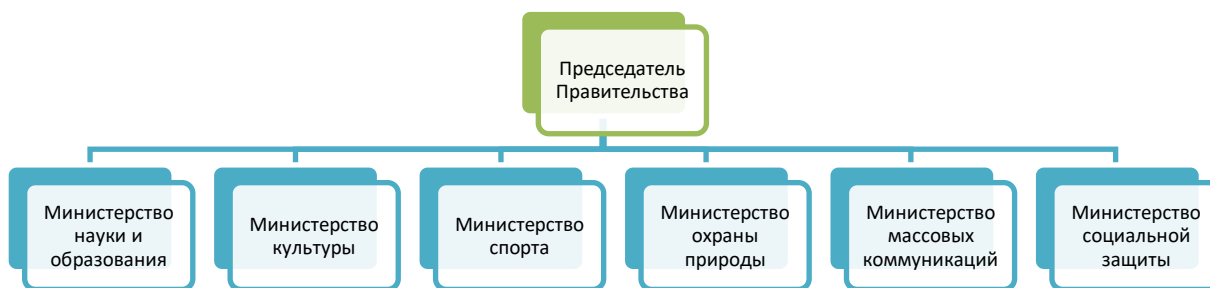 Председатель
Правительства
Министерство
науки и
образования
Министерство
культуры
Министерство
спорта
Министерство
охраны
природы
Министерство
массовых
коммуникаций
Министерство
социальной
защиты